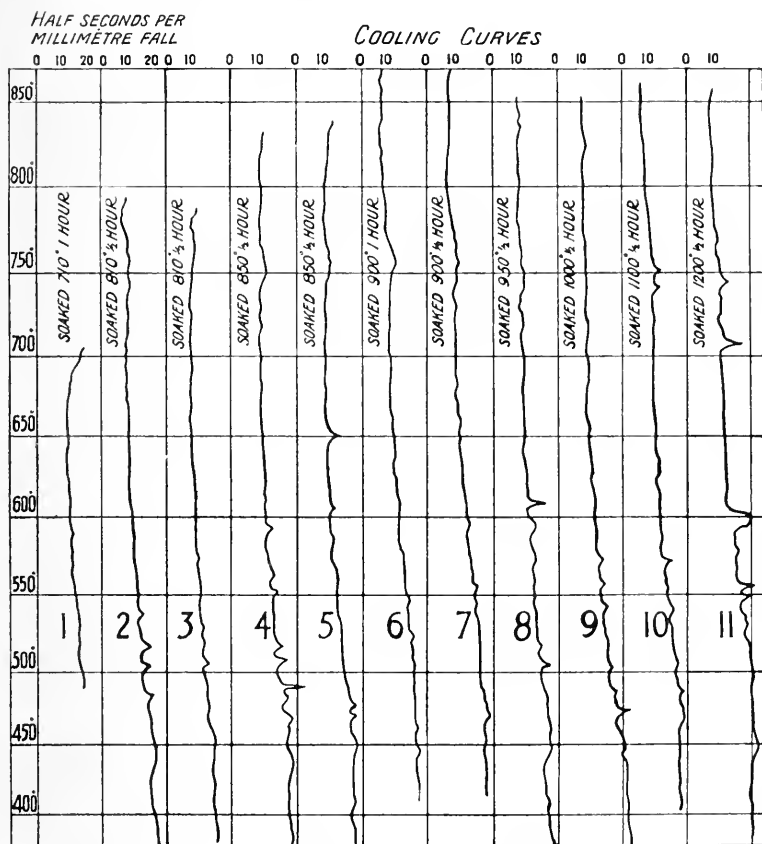 HALF SECONDS PER
MILLIMÈTRE FALL
COOLING CURVES
0 10 20 0 10 20 0 10 0 10 0 10 0 10 0 10 0 10 0 10 0 10 0 10
850°
800°
750°
700°
650°
600°
550°
500°
450°
400°
SOAKED 710° 1 HOUR
SOAKED 810° ½ HOUR
SOAKED 810° ½ HOUR
SOAKED 850° ½ HOUR
SOAKED 850° ½ HOUR
SOAKED 900° 1 HOUR
SOAKED 900° ½ HOUR
SOAKED 950° ½ HOUR
SOAKED 1000° ½ HOUR
SOAKED 1100° ½ HOUR
SOAKED 1200° ½ HOUR
1 2 3 4 5 6 7 8 9 10 11